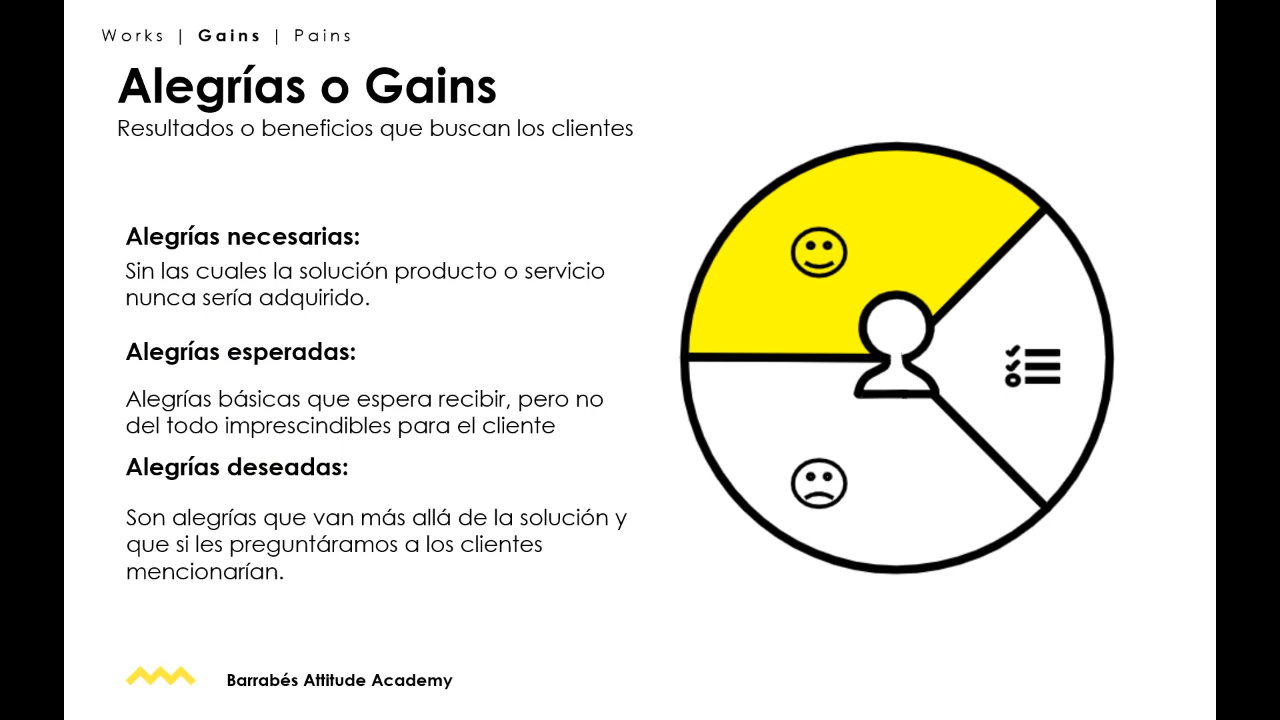 Works | Gains | Pains
Alegrías o Gains
Resultados o beneficios que buscan los clientes
Alegrías necesarias:
Sin las cuales la solución producto o servicio
nunca sería adquirido.
Alegrías esperadas:
Alegrías básicas que espera recibir, pero no
del todo imprescindibles para el cliente
Alegrías deseadas:
Son alegrías que van más allá de la solución y
que si les preguntáramos a los clientes
mencionarían.
Barrabés Attitude Academy